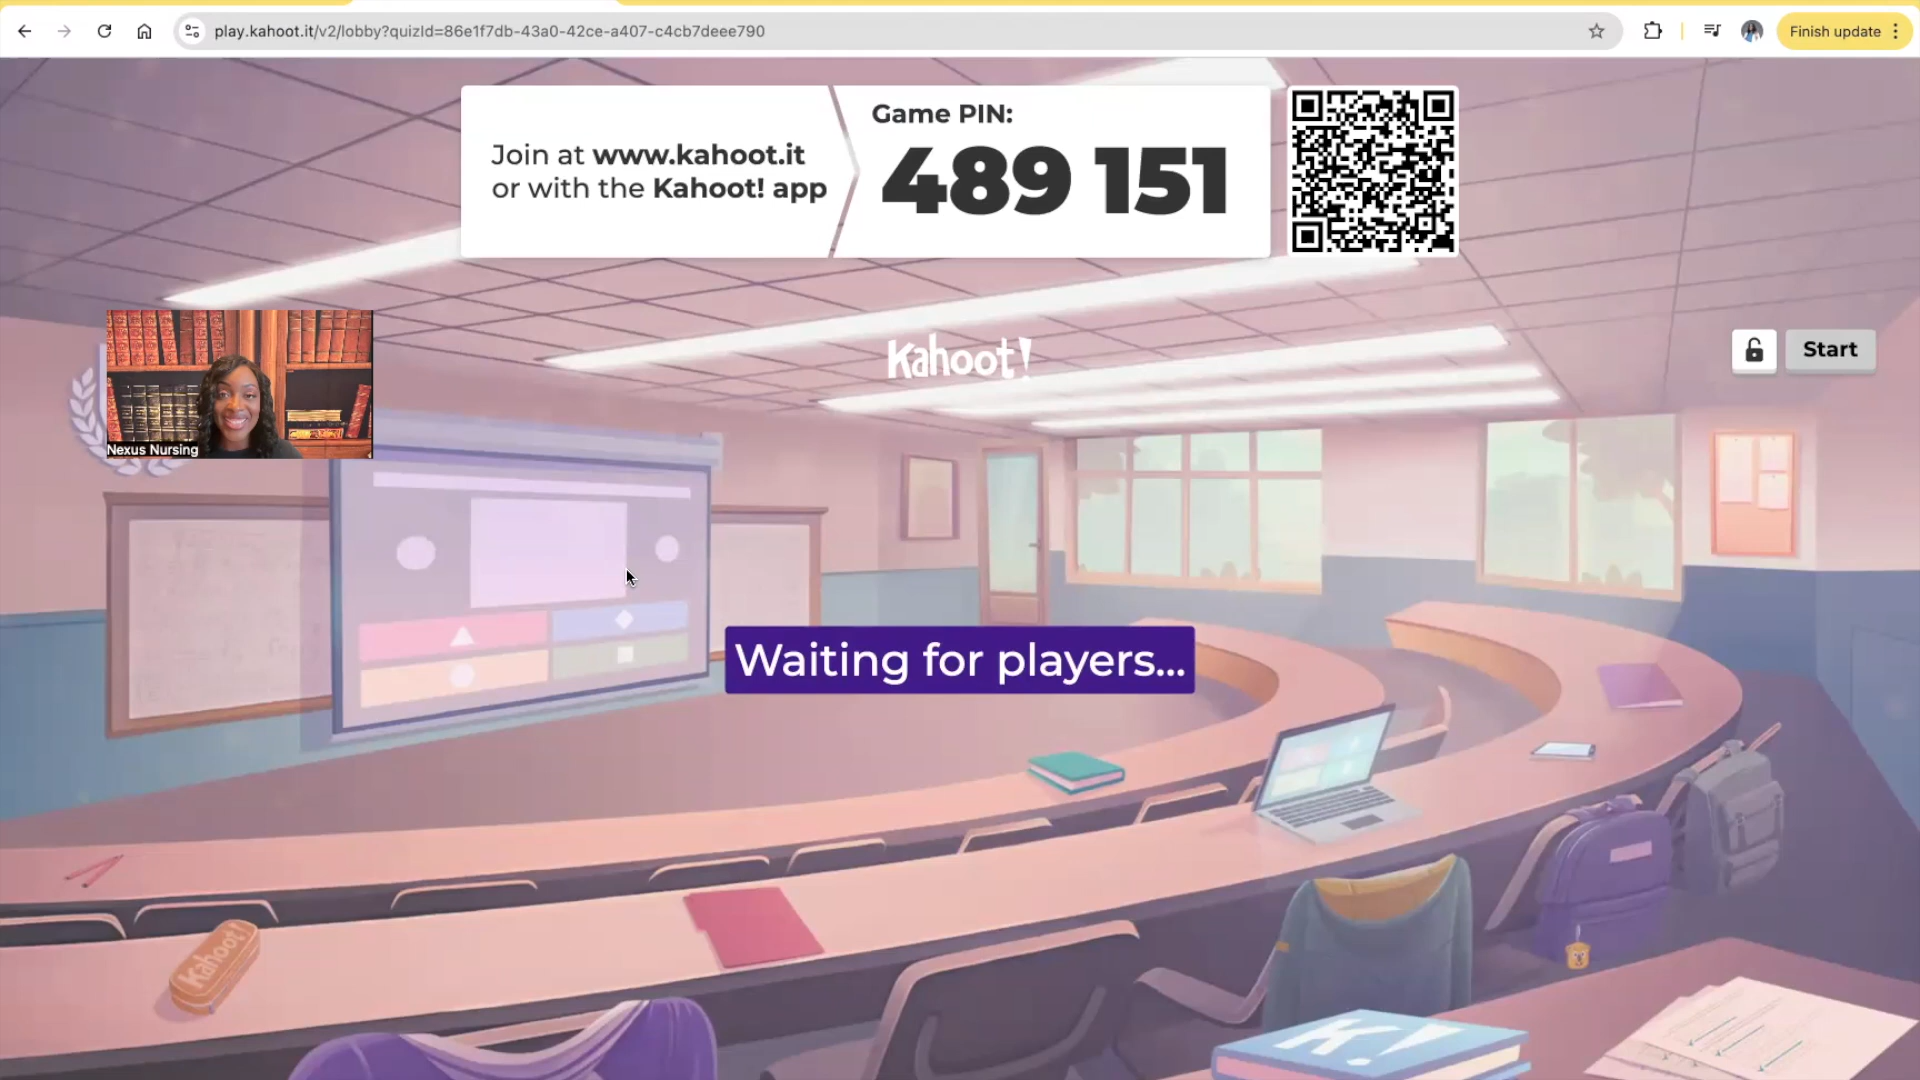 play.kahoot.it/v2/lobby?quizId=86e1f7db-43a0-42ce-a407-c4cb7deee790
Finish update
Join at www.kahoot.it
or with the Kahoot! app
Game PIN:
489 151
Kahoot!
Start
Nexus Nursing
Waiting for players...
Kahoot!
K!